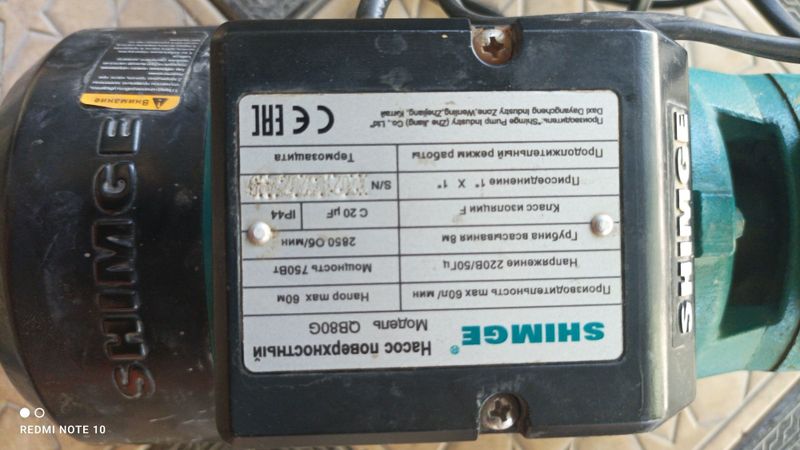 SHIMGE® Насос поверхностный
Модель QB80G
Производительность max 60л/ мин Напор max 60м
Напряжение 220В/50Гц Мощность 750Вт
Глубина всасывания 8м 2850 Об/мин
Класс изоляции F C 20 μF IP44
Присоединение 1" X 1" S/N
Продолжительный режим работы Термозащита
Производитель:"Shimge Pump Industry (Zhe Jiang) Co., Ltd"
Daxi Dayangcheng Industry Zone,Wenling,Zhejiang, Китай
CE EAC
SHIMGE
SHIMGE
Внимание
REDMI NOTE 10